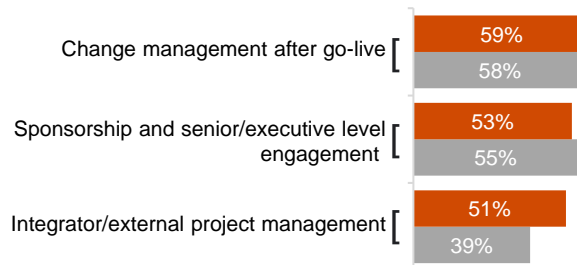 59%
Change management after go-live [
58%
53%
Sponsorship and senior/executive level
engagement [
55%
51%
Integrator/external project management [
39%